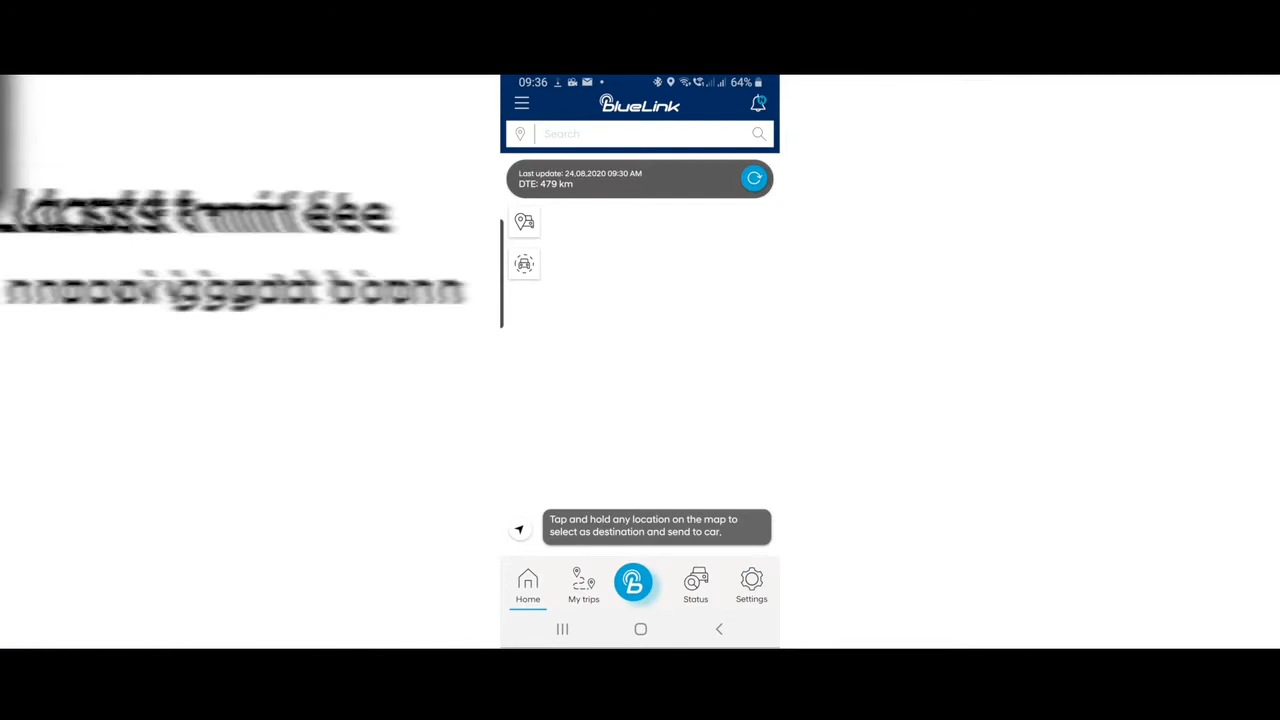 09:36
64%
BlueLink
Search
Last update: 24.08.2020 09:30 AM
DTE: 479 km
Tap and hold any location on the map to
select as destination and send to car.
Home
My trips
Status
Settings